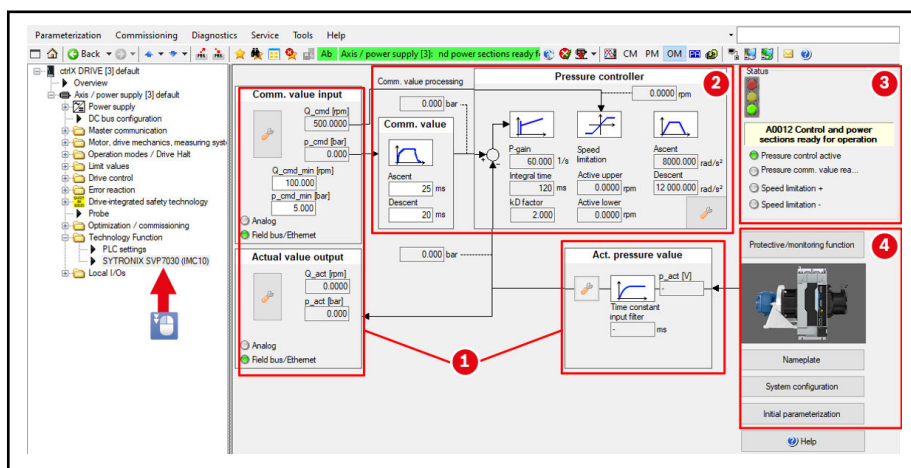 Parameterization Commissioning Diagnostics Service Tools Help
Back
Ab Axis / power supply [3]: nd power sections ready f
CM PM OM
ctrlX DRIVE [3] default
Overview
Axis / power supply [3] default
Power supply
DC bus configuration
Master communication
Motor, drive mechanics, measuring syst
Operation modes / Drive Halt
Limit values
Drive control
Error reaction
Drive-integrated safety technology
Probe
Optimization / commissioning
Technology Function
PLC settings
SYTRONIX SVP7030 (IMC10)
Local I/Os
Comm. value input
Q_cmd [rpm]
500.0000
p_cmd [bar]
0.000
Q_cmd_min [rpm]
100.000
p_cmd_min [bar]
5.000
Analog
Field bus/Ethernet
Actual value output
Q_act [rpm]
0.0000
p_act [bar]
0.000
Analog
Field bus/Ethernet
Comm. value processing
0.000 bar
Comm. value
Ascent
25 ms
Descent
20 ms
0.000 bar
Pressure controller
2
0.0000 rpm
P-gain
60.000 1/s
Integral time
120 ms
kD factor
2.000
Speed
limitation
Active upper
0.0000 rpm
Active lower
0.0000 rpm
Ascent
8000.000 rad/s²
Descent
12 000.000 rad/s²
Act. pressure value
p_act [V]
-
Time constant
input filter
- ms
1
Status
3
A0012 Control and power
sections ready for operation
Pressure control active
Pressure comm. value rea...
Speed limitation +
Speed limitation -
4
Protective/monitoring function
Nameplate
System configuration
Initial parameterization
Help